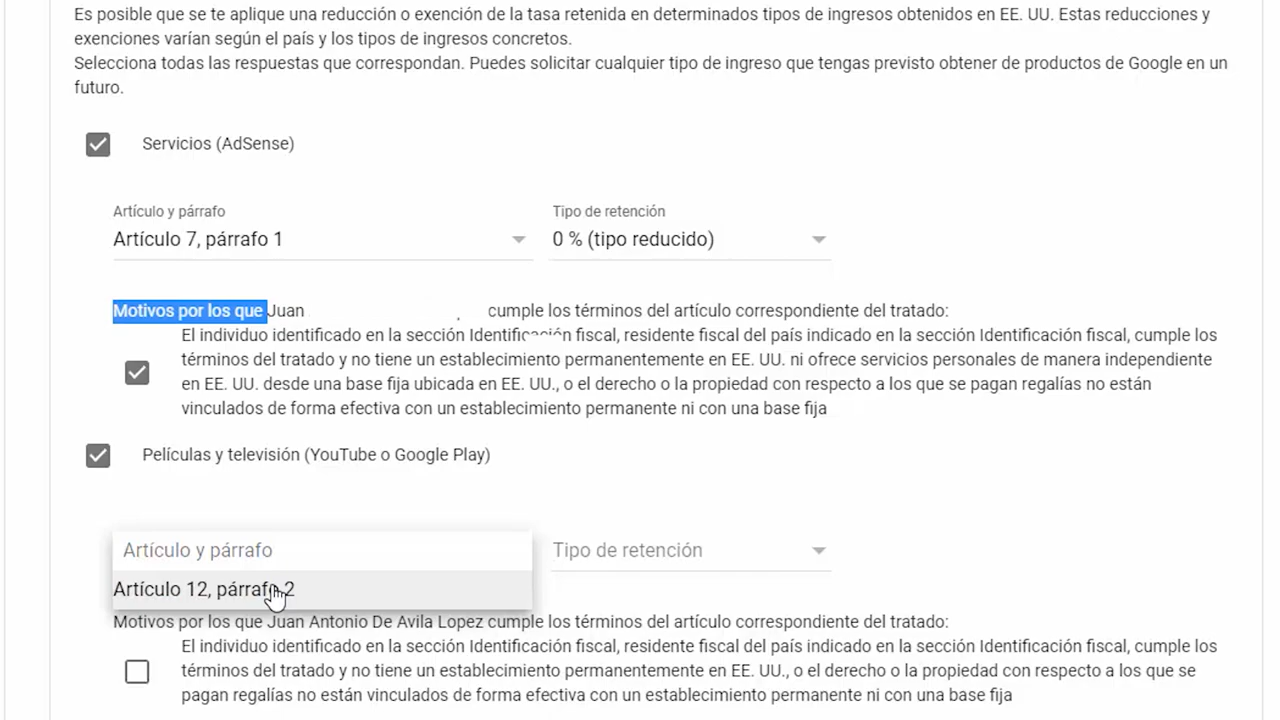 Es posible que se te aplique una reducción o exención de la tasa retenida en determinados tipos de ingresos obtenidos en EE. UU. Estas reducciones y
exenciones varían según el país y los tipos de ingresos concretos.
Selecciona todas las respuestas que correspondan. Puedes solicitar cualquier tipo de ingreso que tengas previsto obtener de productos de Google en un
futuro.
Servicios (AdSense)
Artículo y párrafo
Tipo de retención
Artículo 7, párrafo 1
0 % (tipo reducido)
Motivos por los que Juan cumple los términos del artículo correspondiente del tratado:
El individuo identificado en la sección Identificación fiscal, residente fiscal del país indicado en la sección Identificación fiscal, cumple los
términos del tratado y no tiene un establecimiento permanentemente en EE. UU. ni ofrece servicios personales de manera independiente
en EE. UU. desde una base fija ubicada en EE. UU., o el derecho o la propiedad con respecto a los que se pagan regalías no están
vinculados de forma efectiva con un establecimiento permanente ni con una base fija
Películas y televisión (YouTube o Google Play)
Artículo y párrafo
Tipo de retención
Artículo 12, párrafo 2
Motivos por los que Juan Antonio De Avila Lopez cumple los términos del artículo correspondiente del tratado:
El individuo identificado en la sección Identificación fiscal, residente fiscal del país indicado en la sección Identificación fiscal, cumple los
términos del tratado y no tiene un establecimiento permanentemente en EE. UU., o el derecho o la propiedad con respecto a los que se
pagan regalías no están vinculados de forma efectiva con un establecimiento permanente ni con una base fija